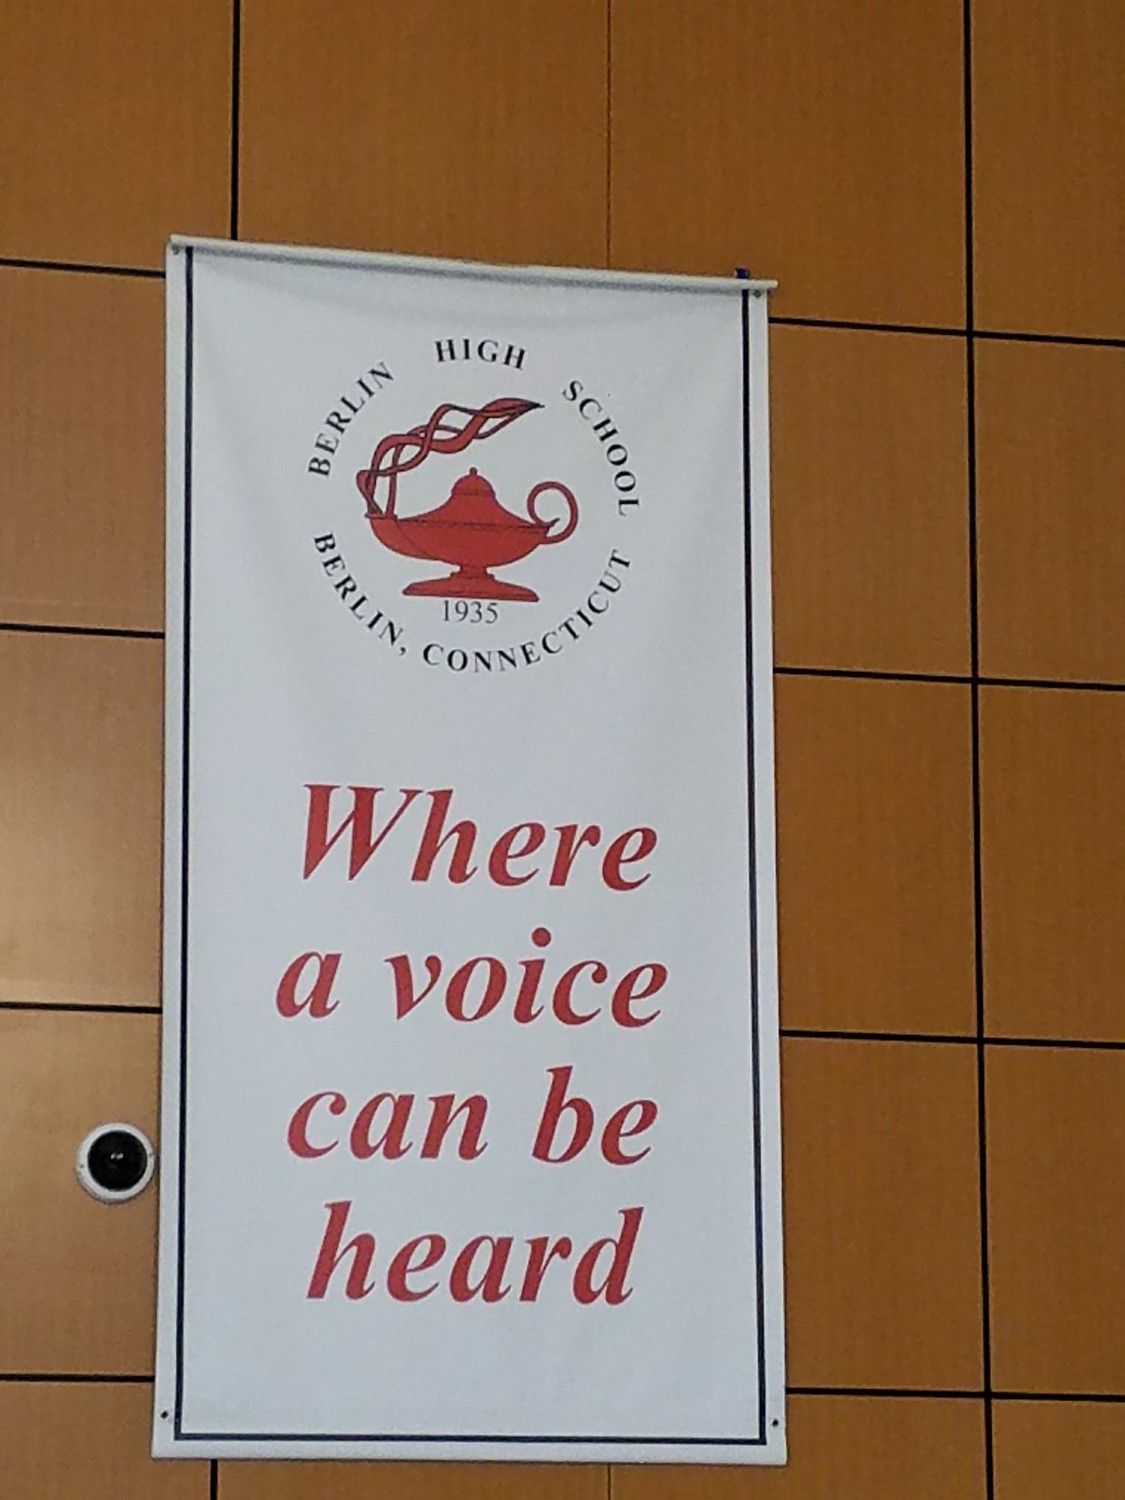 BERLIN HIGH SCHOOL
1935
BERLIN, CONNECTICUT
Where
a voice
can be
heard